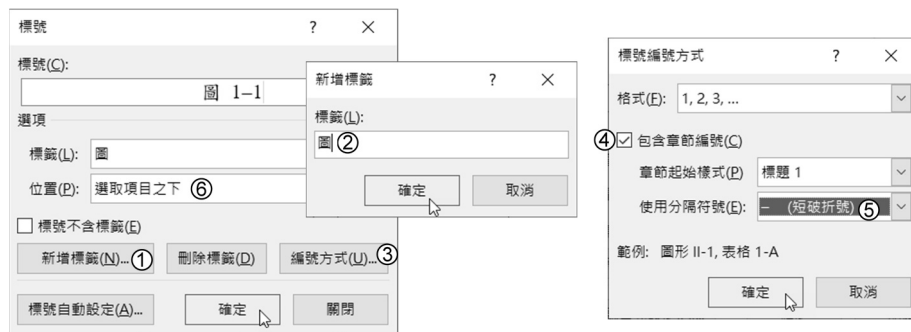 標號 ? ×
標號(C):
圖 1–1
選項
標籤(L): 圖
位置(P): 選取項目之下 ⑥
標號不含標籤(E)
新增標籤(N)... ① 刪除標籤(D) 編號方式(U)... ③
標號自動設定(A)... 確定 關閉
新增標籤 ? ×
標籤(L):
圖 ②
確定 取消
標號編號方式 ? ×
格式(F): 1, 2, 3, ...
④ 包含章節編號(C)
章節起始樣式(P) 標題 1
使用分隔符號(E): – (短破折號) ⑤
範例: 圖形 II-1, 表格 1-A
確定 取消